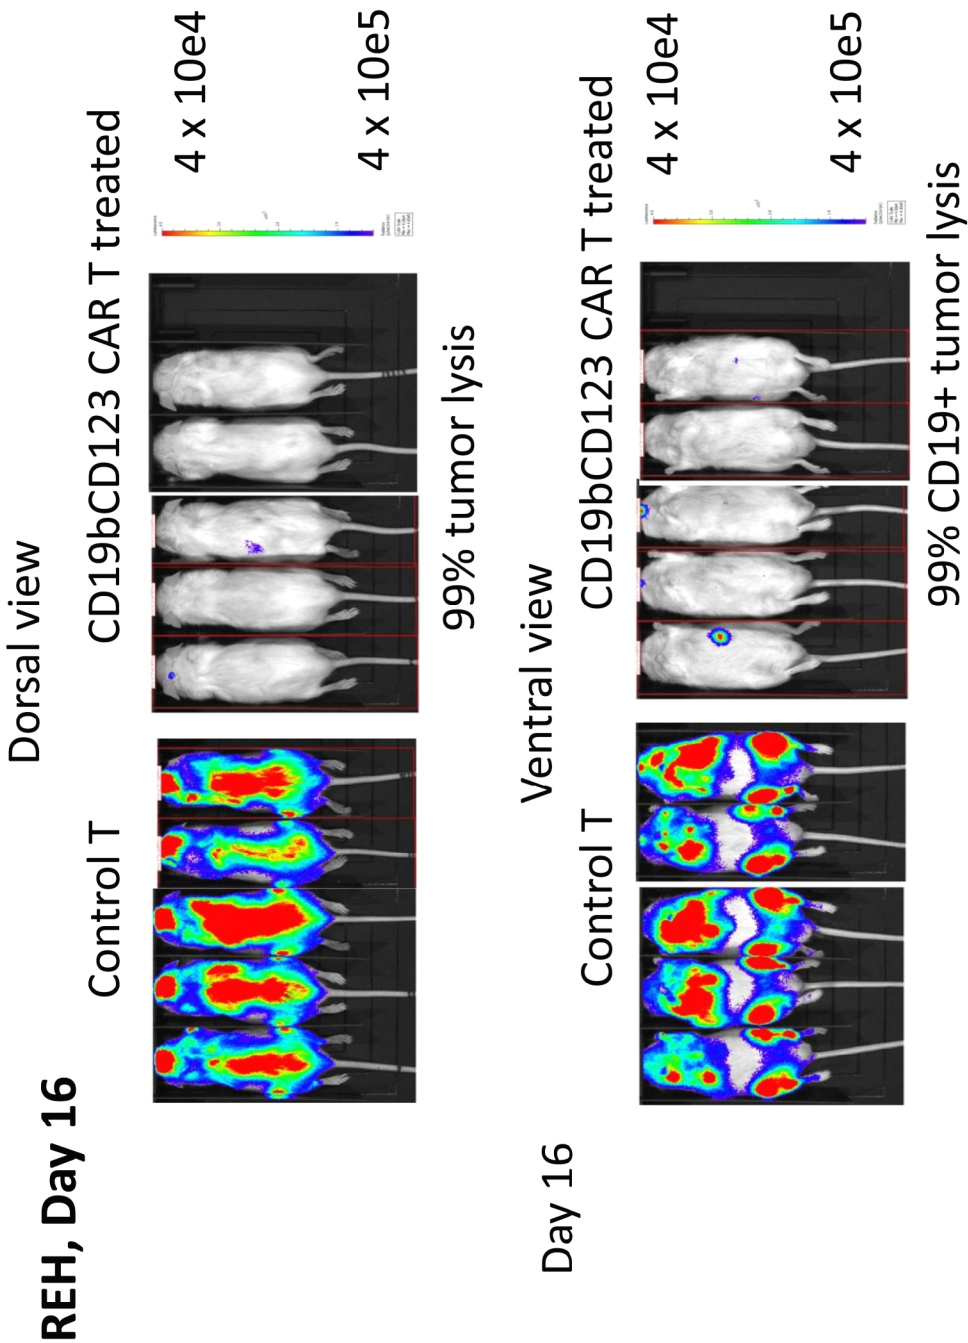 REH, Day 16
Dorsal view
Control T
CD19bCD123 CAR T treated
4 x 10e4
4 x 10e5
99% tumor lysis
Day 16
Ventral view
Control T
CD19bCD123 CAR T treated
4 x 10e4
4 x 10e5
99% CD19+ tumor lysis